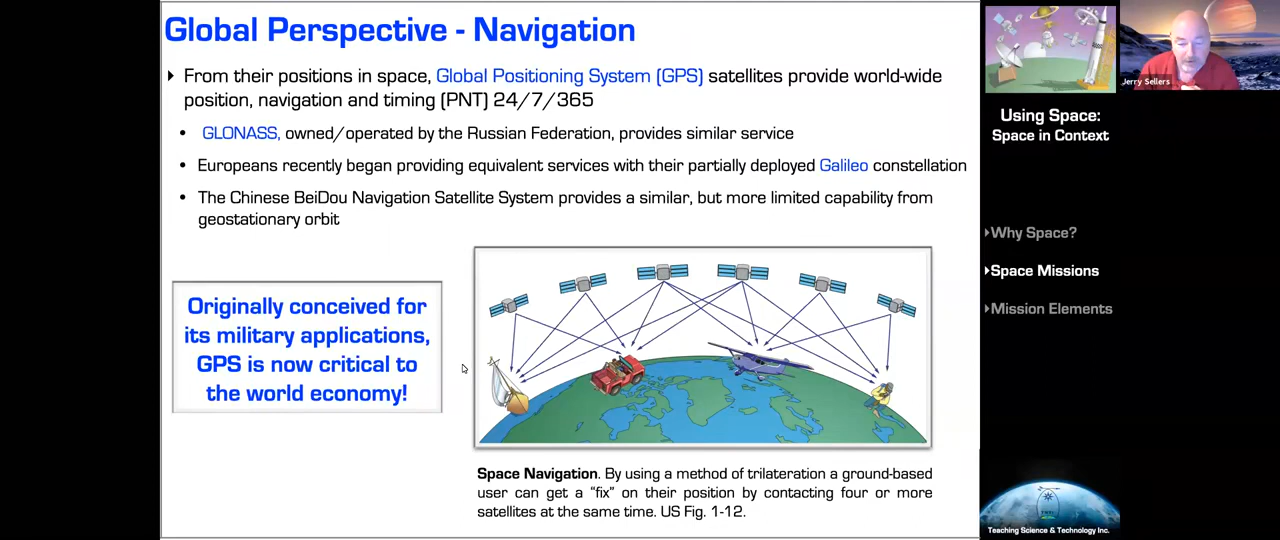 Global Perspective - Navigation
From their positions in space, Global Positioning System (GPS) satellites provide world-wide
position, navigation and timing (PNT) 24/7/365
GLONASS, owned/operated by the Russian Federation, provides similar service
Europeans recently began providing equivalent services with their partially deployed Galileo constellation
The Chinese BeiDou Navigation Satellite System provides a similar, but more limited capability from
geostationary orbit
Originally conceived for
its military applications,
GPS is now critical to
the world economy!
Space Navigation. By using a method of trilateration a ground-based
user can get a “fix” on their position by contacting four or more
satellites at the same time. US Fig. 1-12.
Jerry Sellers
Using Space:
Space in Context
Why Space?
Space Missions
Mission Elements
Teaching Science & Technology Inc.